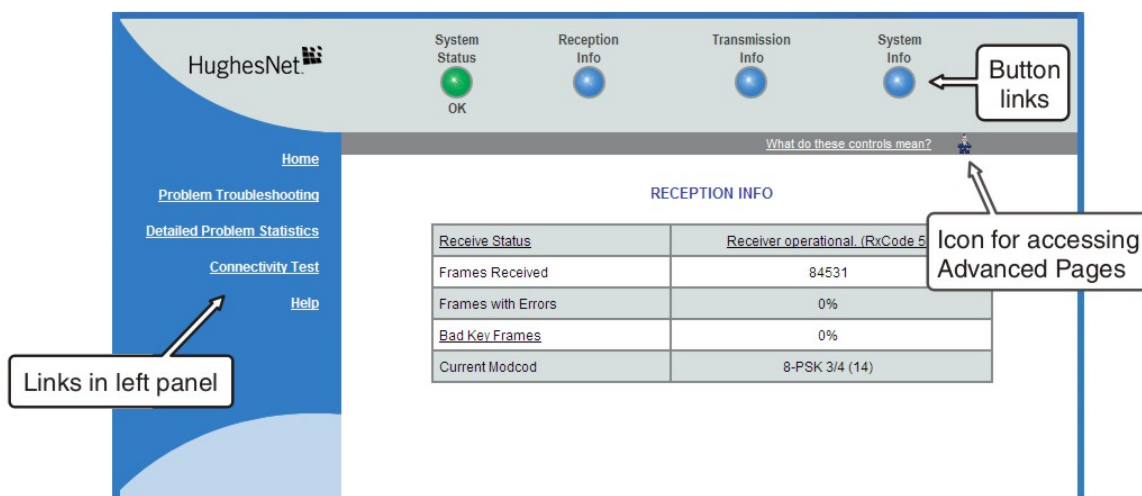 HughesNet.
System Status
OK
Reception Info
Transmission Info
System Info
Button links
What do these controls mean?
Home
Problem Troubleshooting
Detailed Problem Statistics
Connectivity Test
Help
Links in left panel
RECEPTION INFO
Icon for accessing Advanced Pages
Receive Status Receiver operational. (RxCode 5
Frames Received 84531
Frames with Errors 0%
Bad Key Frames 0%
Current Modcod 8-PSK 3/4 (14)